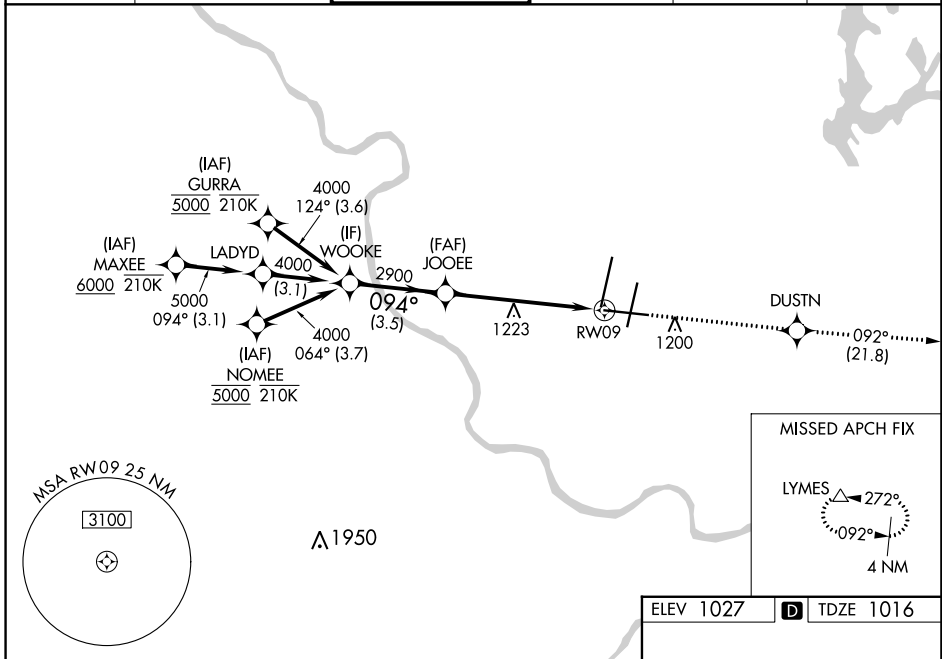 (IAF)
GURRA
5000 210K
4000
124° (3.6)
(IF)
WOOKE
(FAF)
JOOEE
(IAF)
MAXEE
6000 210K
LADYD
4000
(3.1)
2900
094°
(3.5)
5000
094° (3.1)
4000
064° (3.7)
(IAF)
NOMEE
5000 210K
1223
RW09
1200
DUSTN
092°
(21.8)
MISSED APCH FIX
LYMES
272°
092°
4 NM
MSA RW09 25 NM
3100
1950
ELEV 1027 D TDZE 1016